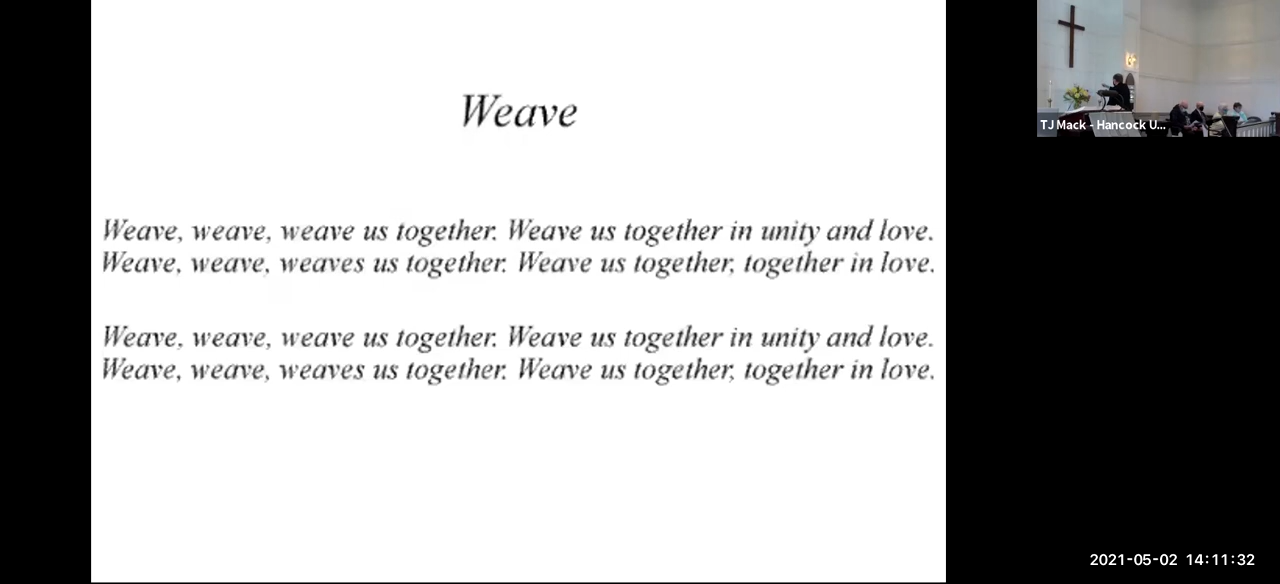 Weave
Weave, weave, weave us together. Weave us together in unity and love.
Weave, weave, weaves us together. Weave us together, together in love.
Weave, weave, weave us together. Weave us together in unity and love.
Weave, weave, weaves us together. Weave us together, together in love.
TJ Mack - Hancock U...
2021-05-02 14:11:32